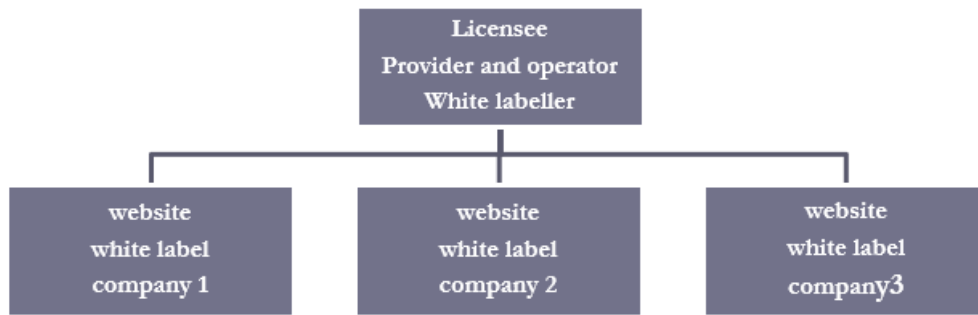 Licensee
Provider and operator
White labeller
website
white label
company 1
website
white label
company 2
website
white label
company3